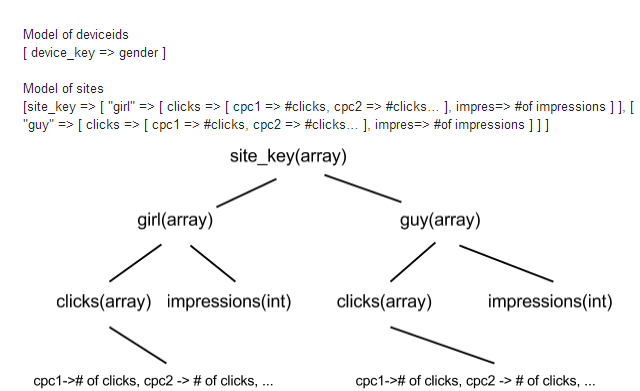 Model of deviceids
[ device_key => gender ]
Model of sites
[site_key => [ "girl" => [ clicks => [ cpc1 => #clicks, cpc2 => #clicks... ], impres=> #of impressions ] ], [
"guy" => [ clicks => [ cpc1 => #clicks, cpc2 => #clicks... ], impres=> #of impressions ] ] ]
site_key(array)
girl(array) guy(array)
clicks(array) impressions(int) clicks(array) impressions(int)
cpc1-># of clicks, cpc2 -> # of clicks, ... cpc1-># of clicks, cpc2 -> # of clicks, ...